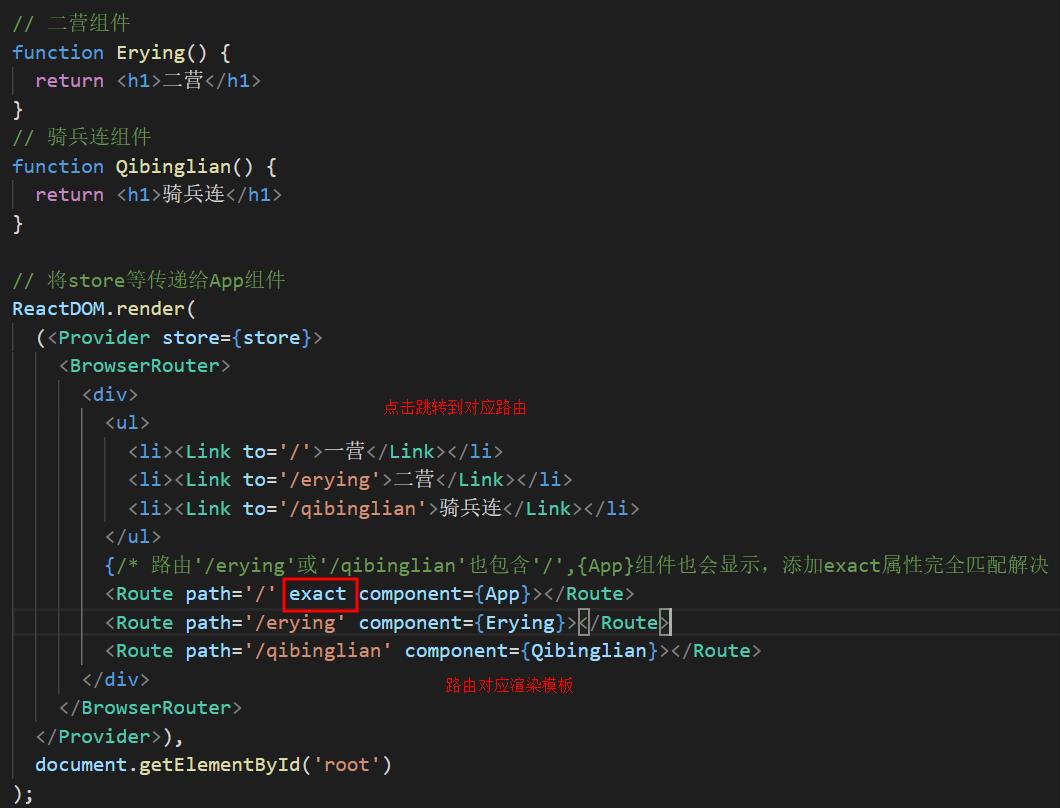 // 二营组件
function Erying() {
  return <h1>二营</h1>
}
// 骑兵连组件
function Qibinglian() {
  return <h1>骑兵连</h1>
}

// 将store等传递给App组件
ReactDOM.render(
  (<Provider store={store}>
    <BrowserRouter>
      <div>
点击跳转到对应路由
        <ul>
          <li><Link to='/'>一营</Link></li>
          <li><Link to='/erying'>二营</Link></li>
          <li><Link to='/qibinglian'>骑兵连</Link></li>
        </ul>
        {/* 路由'/erying'或'/qibinglian'也包含'/',{App}组件也会显示，添加exact属性完全匹配解决
        <Route path='/' exact component={App}></Route>
        <Route path='/erying' component={Erying}></Route>
        <Route path='/qibinglian' component={Qibinglian}></Route>
      </div>
路由对应渲染模板
    </BrowserRouter>
  </Provider>),
  document.getElementById('root')
);